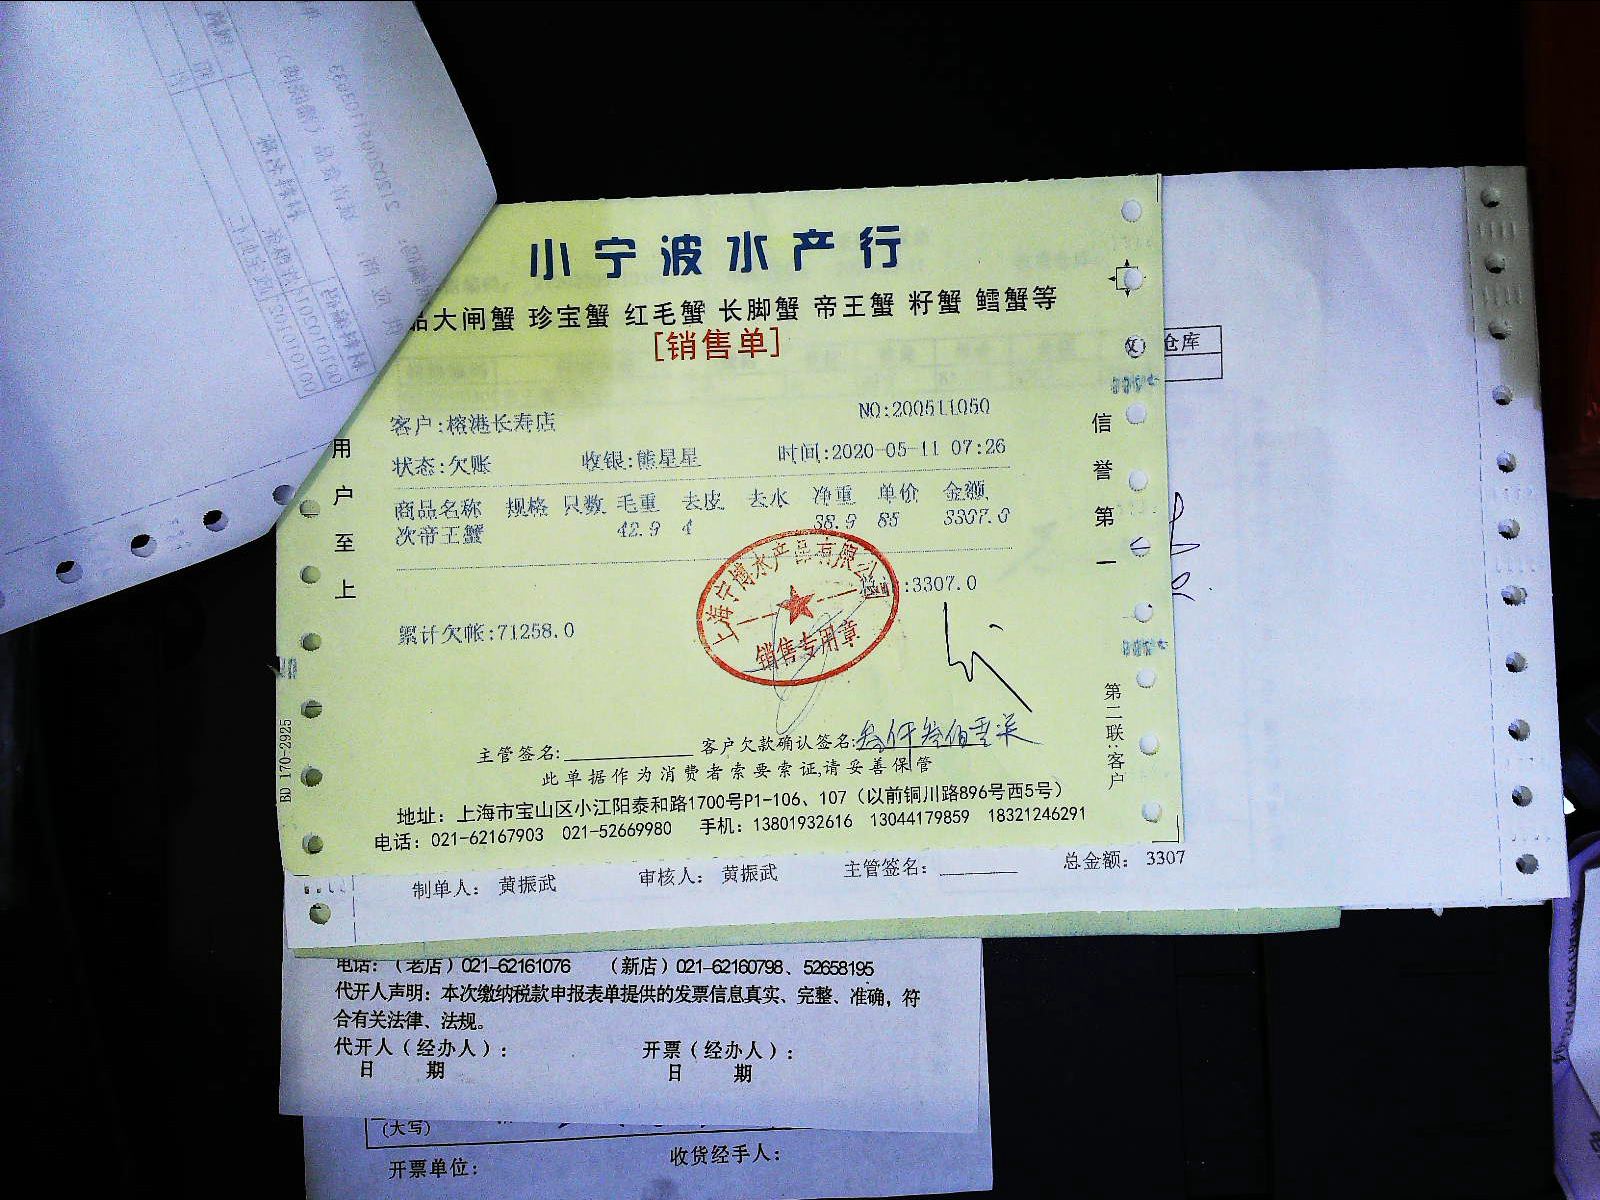 小宁波水产行
品大闸蟹 珍宝蟹 红毛蟹 长脚蟹 帝王蟹 籽蟹 鳕蟹等
[销售单]
客户:榕港长寿店 NO:200511050
状态:欠账 收银:熊星星 时间:2020-05-11 07:26
商品名称 规格 只数 毛重 去皮 去水 净重 单价 金额
次帝王蟹 42.9 4 38.9 85 3307.0
:3307.0
累计欠帐:71258.0
上海宁博水产品有限公司
销售专用章
主管签名: 客户欠款确认签名:
此单据作为消费者索要索证,请妥善保管
地址：上海市宝山区小江阳泰和路1700号P1-106、107（以前铜川路896号西5号）
电话：021-62167903 021-52669980 手机：13801932616 13044179859 18321246291
用户至上
信誉第一
第二联:客户
BD 170-2925
仓库
制单人： 黄振武 审核人： 黄振武 主管签名： 总金额： 3307
电话：（老店）021-62161076 （新店）021-62160798、52658195
代开人声明：本次缴纳税款申报表单提供的发票信息真实、完整、准确，符
合有关法律、法规。
代开人（经办人）： 开票（经办人）：
日 期 日 期
(大写)
开票单位： 收货经手人：